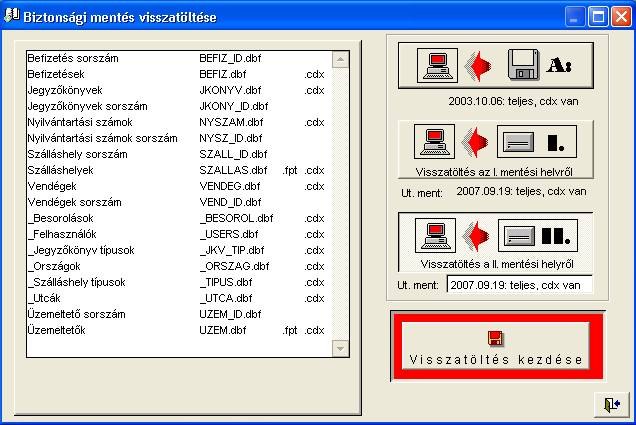 Biztonsági mentés visszatöltése
Befizetés sorszám BEFIZ_ID.dbf
Befizetések BEFIZ.dbf .cdx
Jegyzőkönyvek JKONYV.dbf .cdx
Jegyzőkönyvek sorszám JKONY_ID.dbf
Nyilvántartási számok NYSZAM.dbf .cdx
Nyilvántartási számok sorszám NYSZ_ID.dbf
Szálláshely sorszám SZALL_ID.dbf
Szálláshelyek SZALLAS.dbf .fpt .cdx
Vendégek VENDEG.dbf .cdx
Vendégek sorszám VEND_ID.dbf
_Besorolások _BESOROL.dbf .cdx
_Felhasználók _USERS.dbf .cdx
_Jegyzőkönyv típusok _JKV_TIP.dbf .cdx
_Országok _ORSZAG.dbf .cdx
_Szálláshely típusok _TIPUS.dbf .cdx
_Utcák _UTCA.dbf .cdx
Üzemeltető sorszám UZEM_ID.dbf
Üzemeltetők UZEM.dbf .fpt .cdx
A:
2003.10.06: teljes, cdx van
I.
Visszatöltés az I. mentési helyről
Ut. ment: 2007.09.19: teljes, cdx van
II.
Visszatöltés a II. mentési helyről
Ut. ment: 2007.09.19: teljes, cdx van
Visszatöltés kezdése